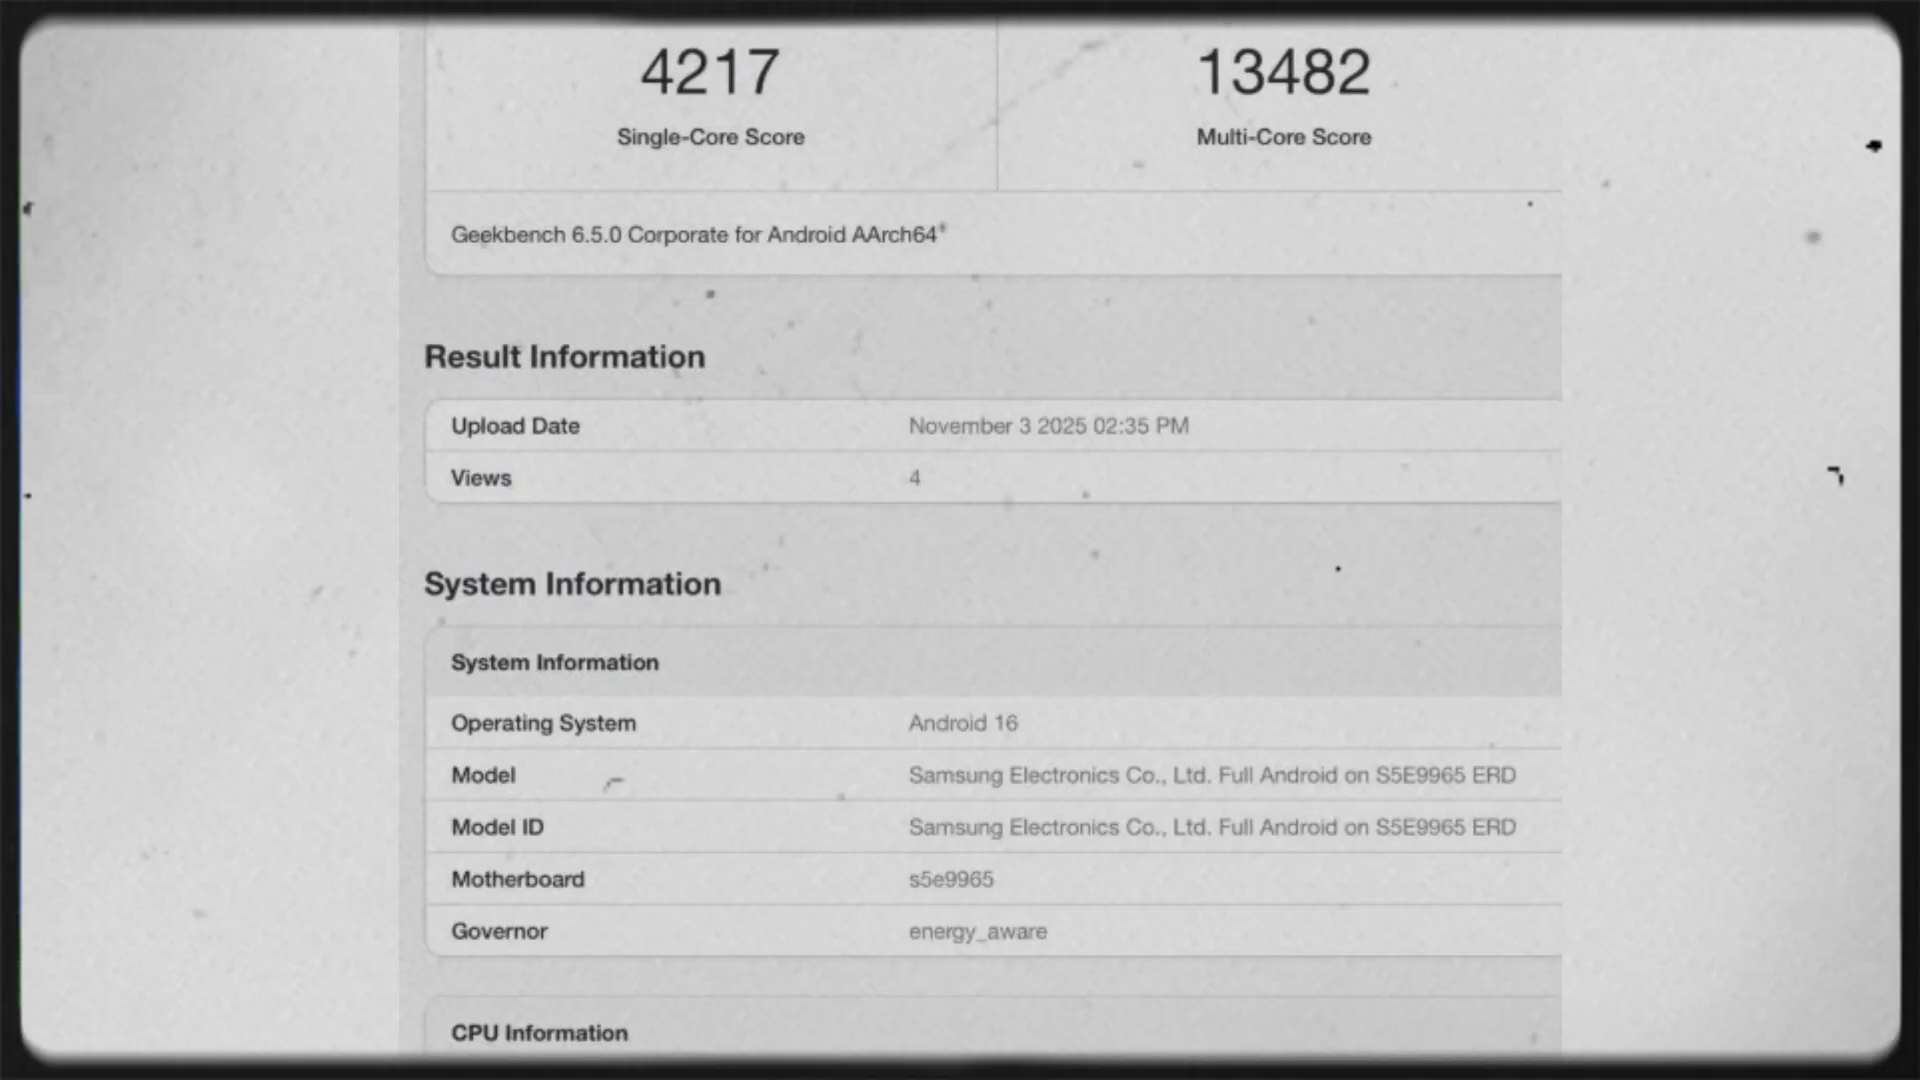 4217
13482
Single-Core Score
Multi-Core Score
Geekbench 6.5.0 Corporate for Android AArch64
Result Information
Upload Date November 3 2025 02:35 PM
Views 4
System Information
System Information
Operating System Android 16
Model Samsung Electronics Co., Ltd. Full Android on S5E9965 ERD
Model ID Samsung Electronics Co., Ltd. Full Android on S5E9965 ERD
Motherboard s5e9965
Governor energy_aware
CPU Information